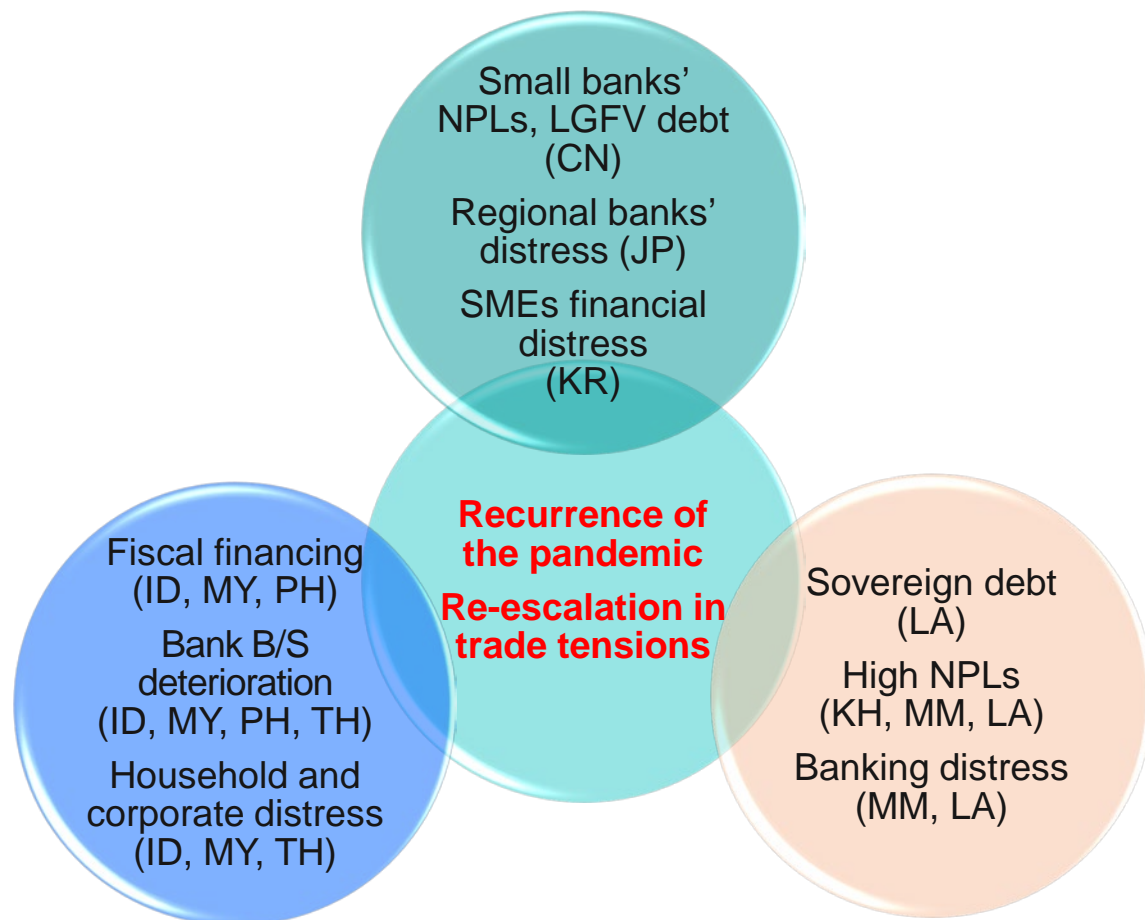 Small banks’
NPLs, LGFV debt
(CN)
Regional banks’
distress (JP)
SMEs financial
distress
(KR)
Recurrence of
the pandemic
Re-escalation in
trade tensions
Fiscal financing
(ID, MY, PH)
Bank B/S
deterioration
(ID, MY, PH, TH)
Household and
corporate distress
(ID, MY, TH)
Sovereign debt
(LA)
High NPLs
(KH, MM, LA)
Banking distress
(MM, LA)